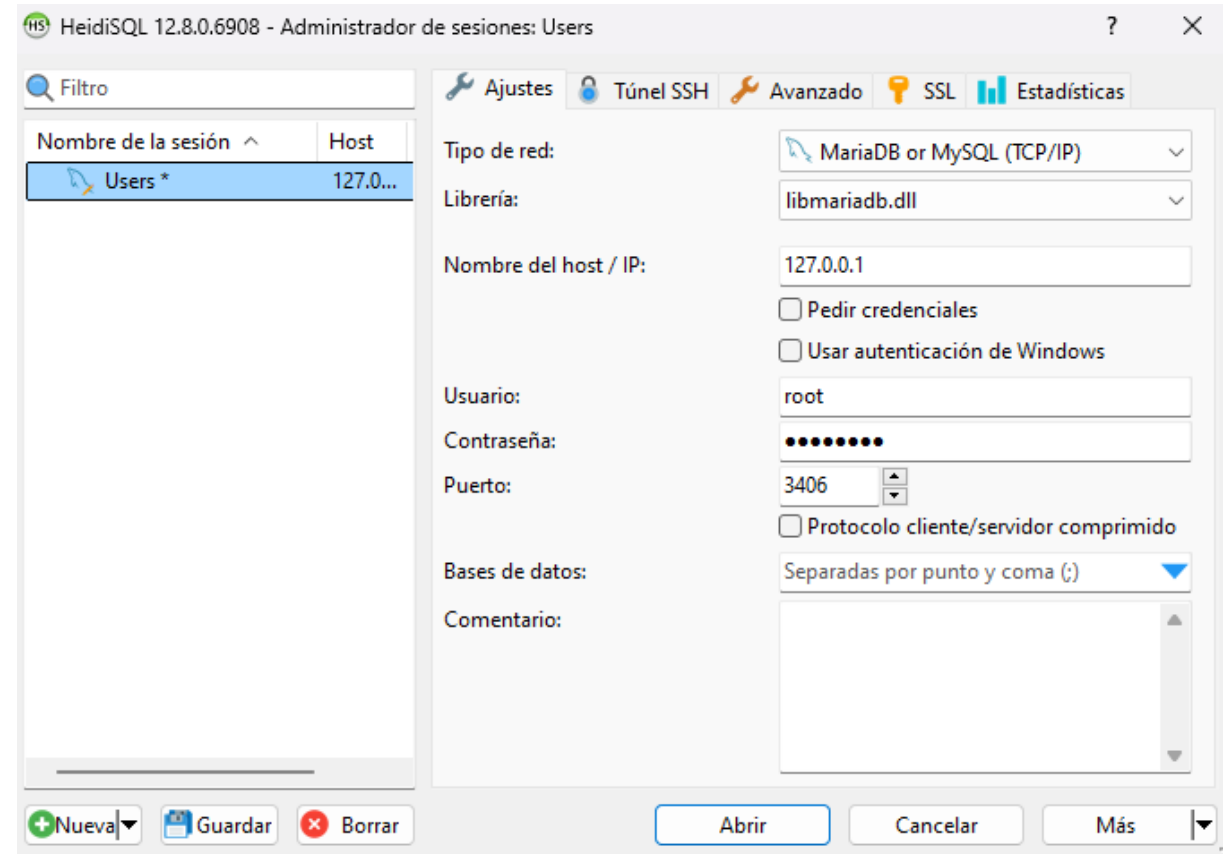 HS HeidiSQL 12.8.0.6908 - Administrador de sesiones: Users ?
Filtro
Ajustes Túnel SSH Avanzado SSL Estadísticas
Nombre de la sesión Host
Users * 127.0...
Tipo de red: MariaDB or MySQL (TCP/IP)
Librería: libmariadb.dll
Nombre del host / IP: 127.0.0.1
Pedir credenciales
Usar autenticación de Windows
Usuario: root
Contraseña: ●●●●●●●●
Puerto: 3406
Protocolo cliente/servidor comprimido
Bases de datos: Separadas por punto y coma (;)
Comentario:
Nueva Guardar Borrar Abrir Cancelar Más